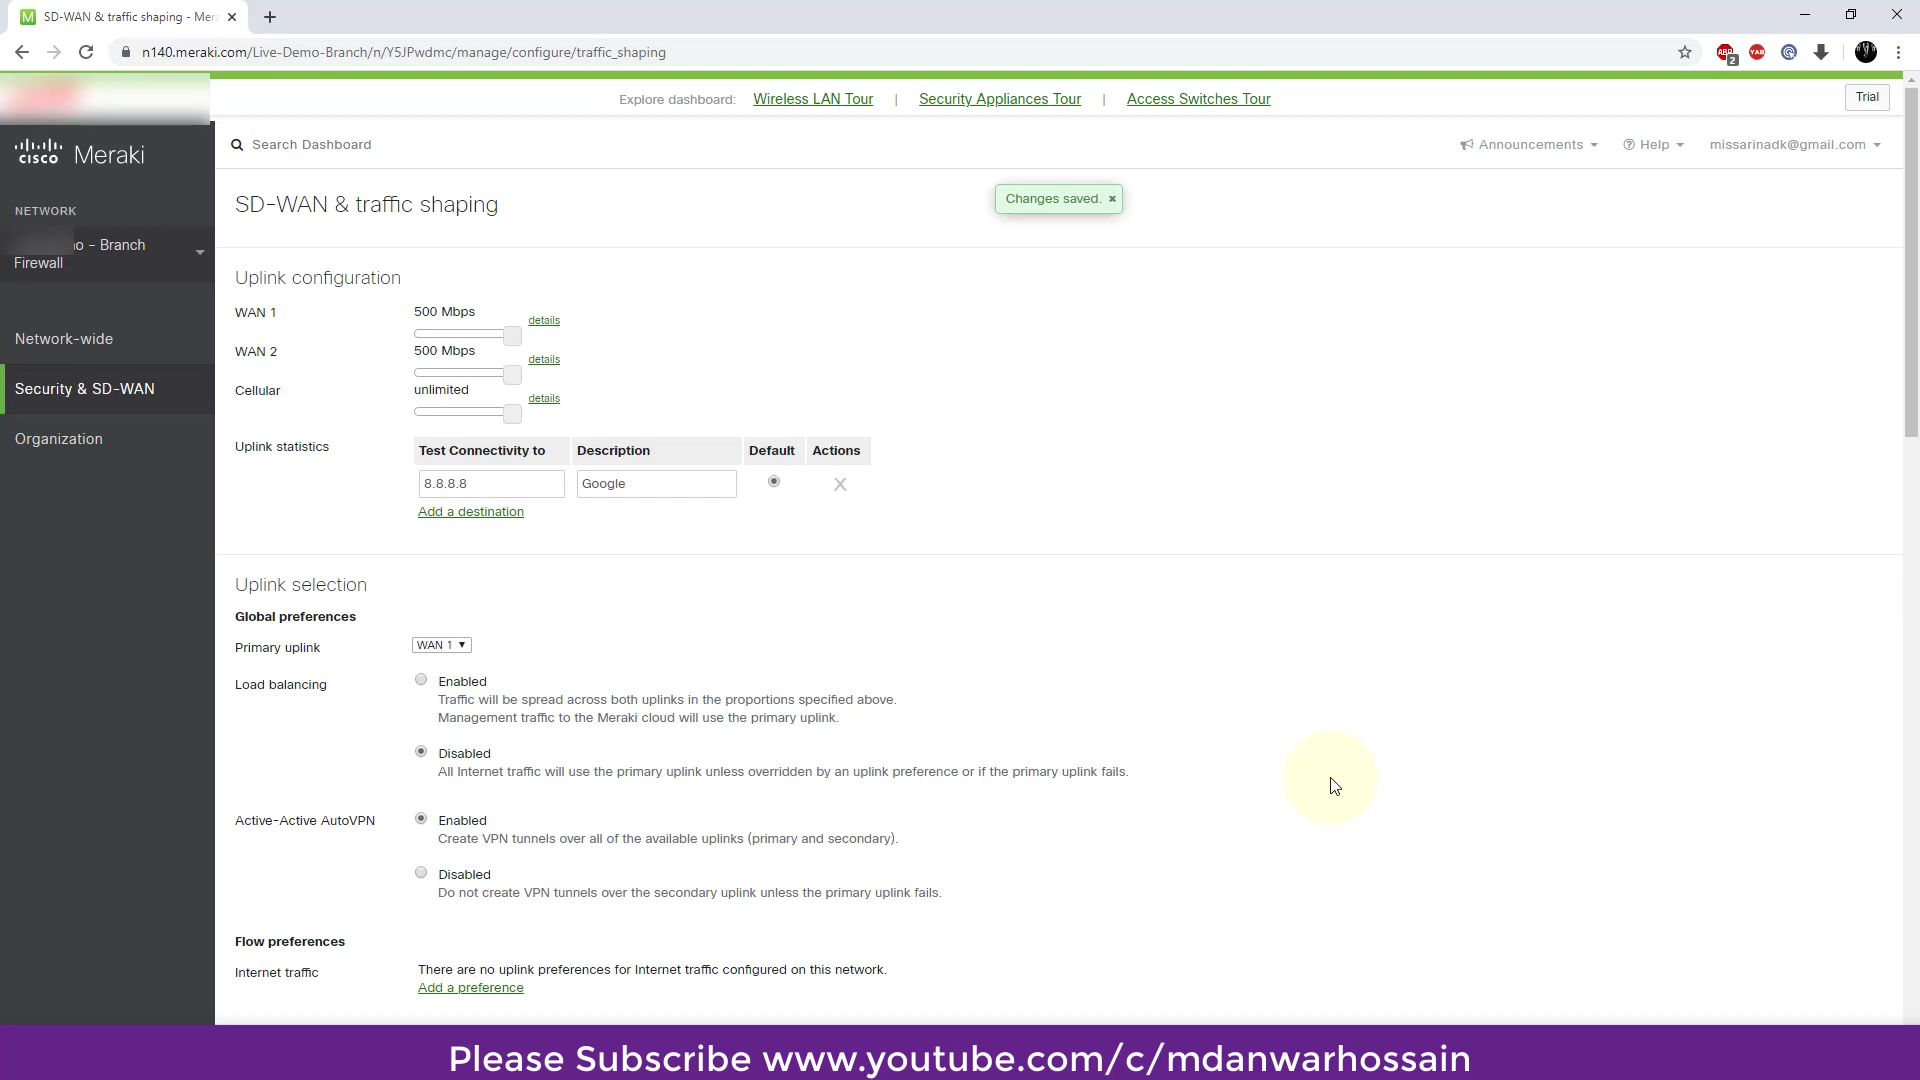 SD-WAN & traffic shaping - Mer
n140.meraki.com/Live-Demo-Branch/n/Y5JPwdmc/manage/configure/traffic_shaping
ABP
2
YAB
Explore dashboard: Wireless LAN Tour | Security Appliances Tour | Access Switches Tour
Trial
cisco Meraki
Search Dashboard
Announcements
Help
missarinadk@gmail.com
NETWORK
o - Branch
Firewall
Network-wide
Security & SD-WAN
Organization
SD-WAN & traffic shaping
Changes saved. ×
Uplink configuration
WAN 1 500 Mbps details
WAN 2 500 Mbps details
Cellular unlimited details
Uplink statistics
Test Connectivity to Description Default Actions
8.8.8.8 Google X
Add a destination
Uplink selection
Global preferences
Primary uplink WAN 1
Load balancing
Enabled
Traffic will be spread across both uplinks in the proportions specified above.
Management traffic to the Meraki cloud will use the primary uplink.
Disabled
All Internet traffic will use the primary uplink unless overridden by an uplink preference or if the primary uplink fails.
Active-Active AutoVPN
Enabled
Create VPN tunnels over all of the available uplinks (primary and secondary).
Disabled
Do not create VPN tunnels over the secondary uplink unless the primary uplink fails.
Flow preferences
Internet traffic
There are no uplink preferences for Internet traffic configured on this network.
Add a preference
Please Subscribe www.youtube.com/c/mdanwarhossain